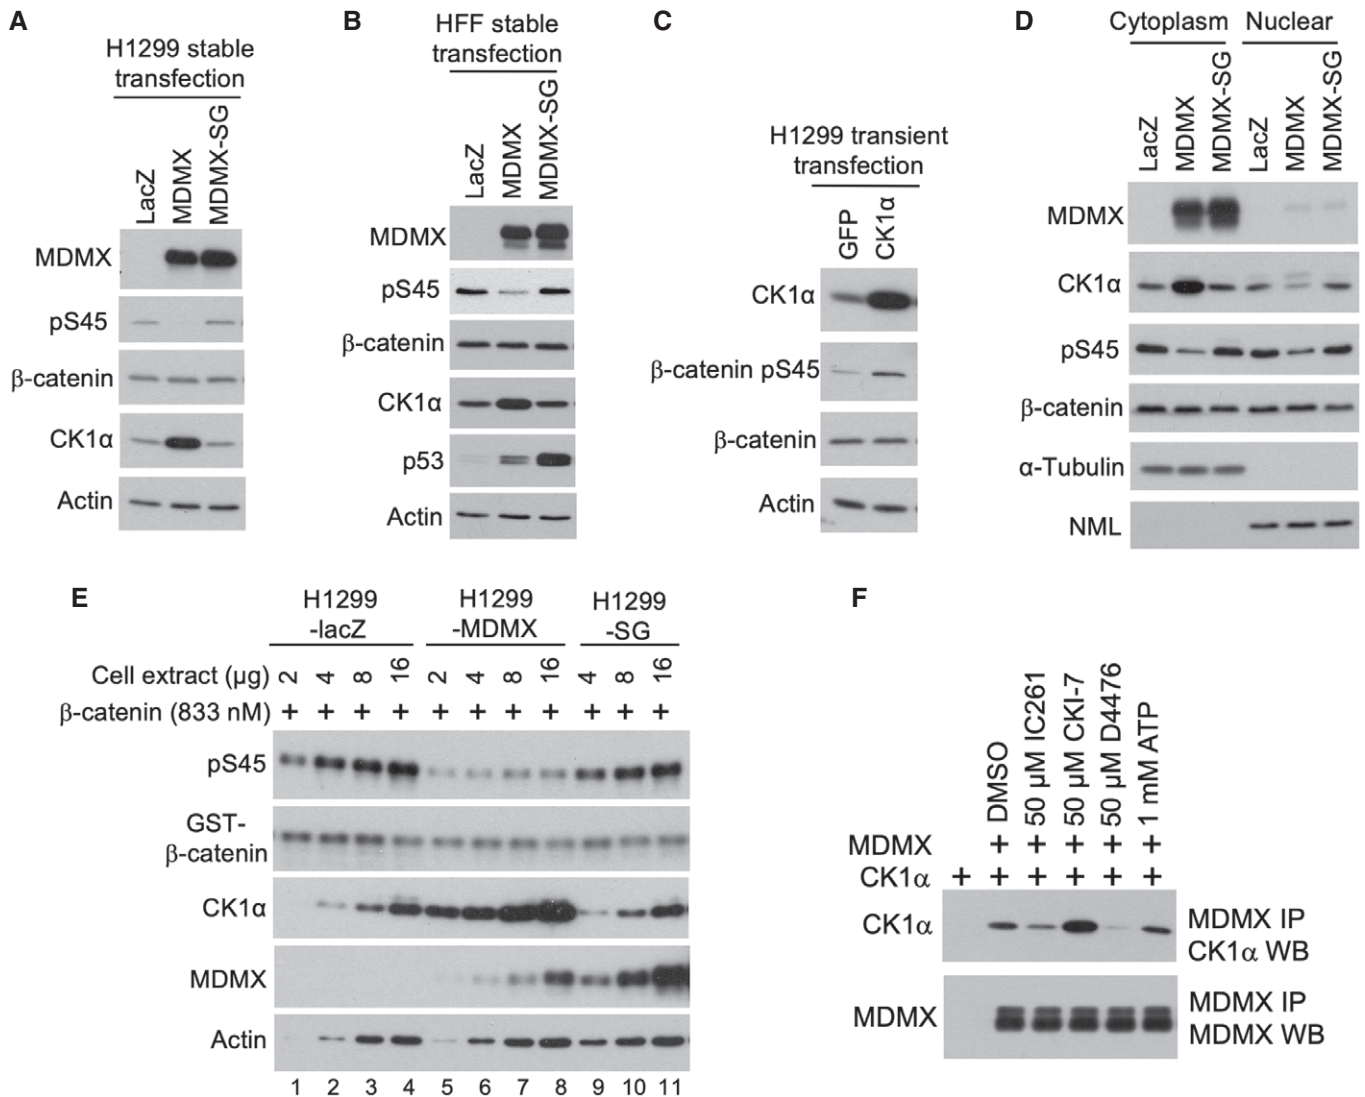 A
H1299 stable
transfection
LacZ
MDMX
MDMX-SG
MDMX
pS45
β-catenin
CK1α
Actin
B
HFF stable
transfection
LacZ
MDMX
MDMX-SG
MDMX
pS45
β-catenin
CK1α
p53
Actin
C
H1299 transient
transfection
GFP
CK1α
CK1α
β-catenin pS45
β-catenin
Actin
D
Cytoplasm Nuclear
LacZ
MDMX
MDMX-SG
LacZ
MDMX
MDMX-SG
MDMX
CK1α
pS45
β-catenin
α-Tubulin
NML
E
H1299
-lacZ
H1299
-MDMX
H1299
-SG
Cell extract (µg) 2 4 8 16 2 4 8 16 4 8 16
β-catenin (833 nM) + + + + + + + + + + +
pS45
GST-
β-catenin
CK1α
MDMX
Actin
1 2 3 4 5 6 7 8 9 10 11
F
DMSO
50 µM IC261
50 µM CKI-7
50 µM D4476
1 mM ATP
MDMX + + + + +
CK1α + + + + + +
CK1α
MDMX IP
CK1α WB
MDMX
MDMX IP
MDMX WB